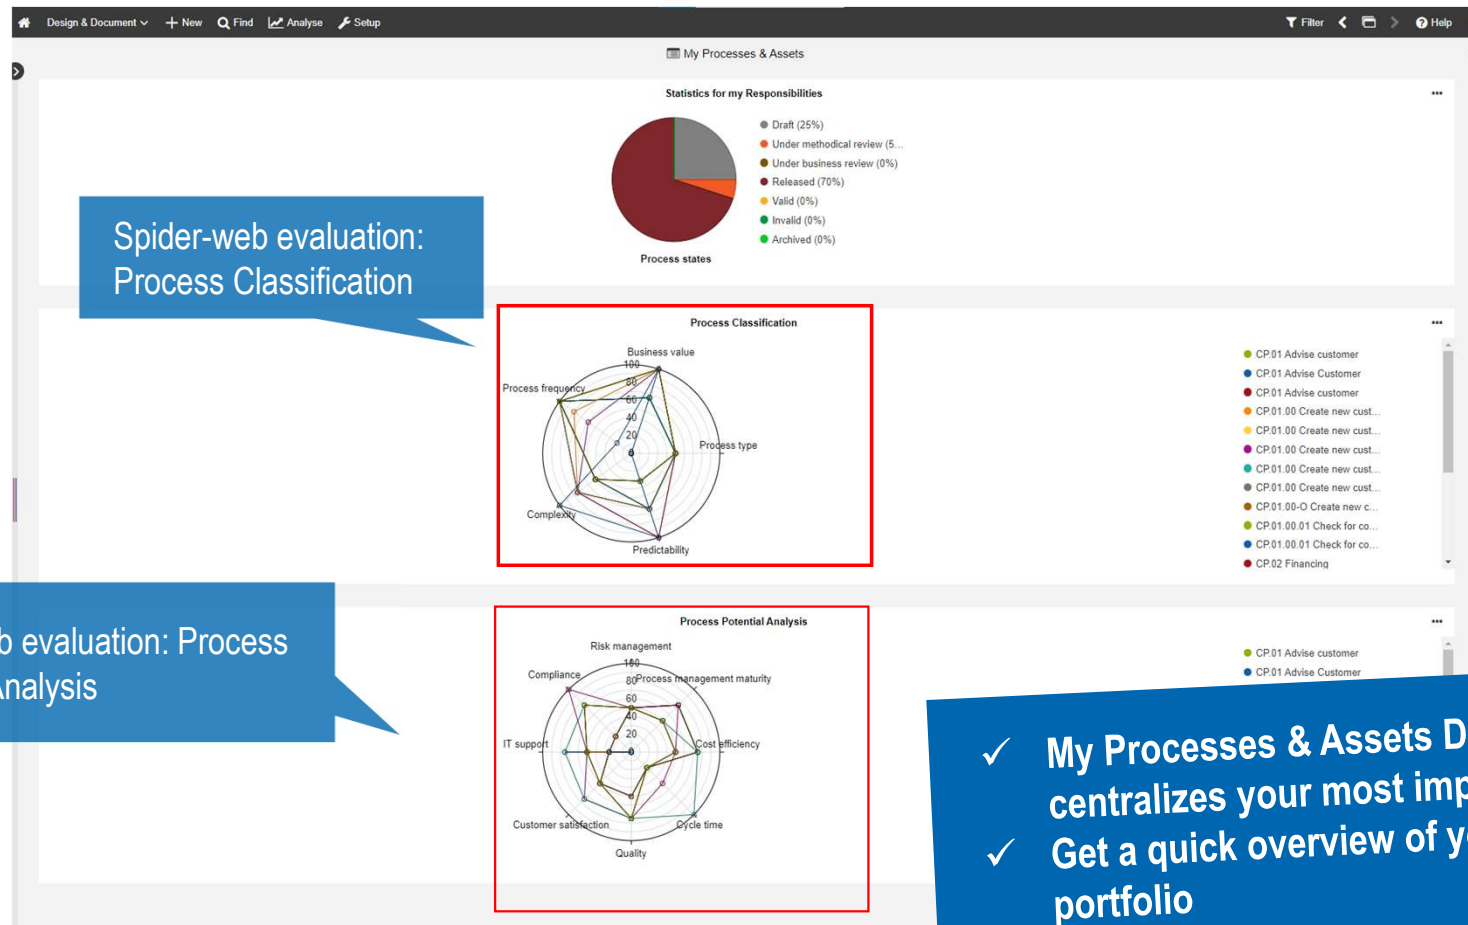 Design & Document
New
Find
Analyse
Setup
Filter
Help
My Processes & Assets
Statistics for my Responsibilities
Draft (25%)
Under methodical review (5...
Under business review (0%)
Released (70%)
Valid (0%)
Invalid (0%)
Archived (0%)
Process states
Spider-web evaluation:
Process Classification
Process Classification
Business value
100
Process frequency
80
60
40
20
0
Process type
Complexity
Predictability
CP.01 Advise customer
CP.01 Advise Customer
CP.01 Advise customer
CP.01.00 Create new cust...
CP.01.00 Create new cust...
CP.01.00 Create new cust...
CP.01.00 Create new cust...
CP.01.00 Create new cust...
CP.01.00-O Create new c...
CP.01.00.01 Check for co...
CP.01.00.01 Check for co...
CP.02 Financing
b evaluation: Process
Analysis
Process Potential Analysis
Risk management
100
Compliance
80
Process management maturity
60
40
20
0
IT support
Cost efficiency
Customer satisfaction
Cycle time
Quality
CP.01 Advise customer
CP.01 Advise Customer
✓ My Processes & Assets D
centralizes your most imp
✓ Get a quick overview of yo
portfolio